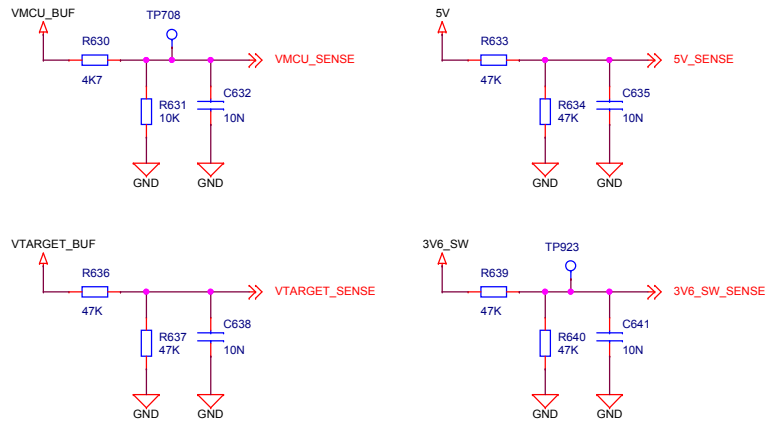 VMCU_BUF
TP708
R630
4K7
VMCU_SENSE
R631
10K
C632
10N
GND
GND
5V
R633
47K
5V_SENSE
R634
47K
C635
10N
GND
GND
VTARGET_BUF
R636
47K
VTARGET_SENSE
R637
47K
C638
10N
GND
GND
3V6_SW
TP923
R639
47K
3V6_SW_SENSE
R640
47K
C641
10N
GND
GND